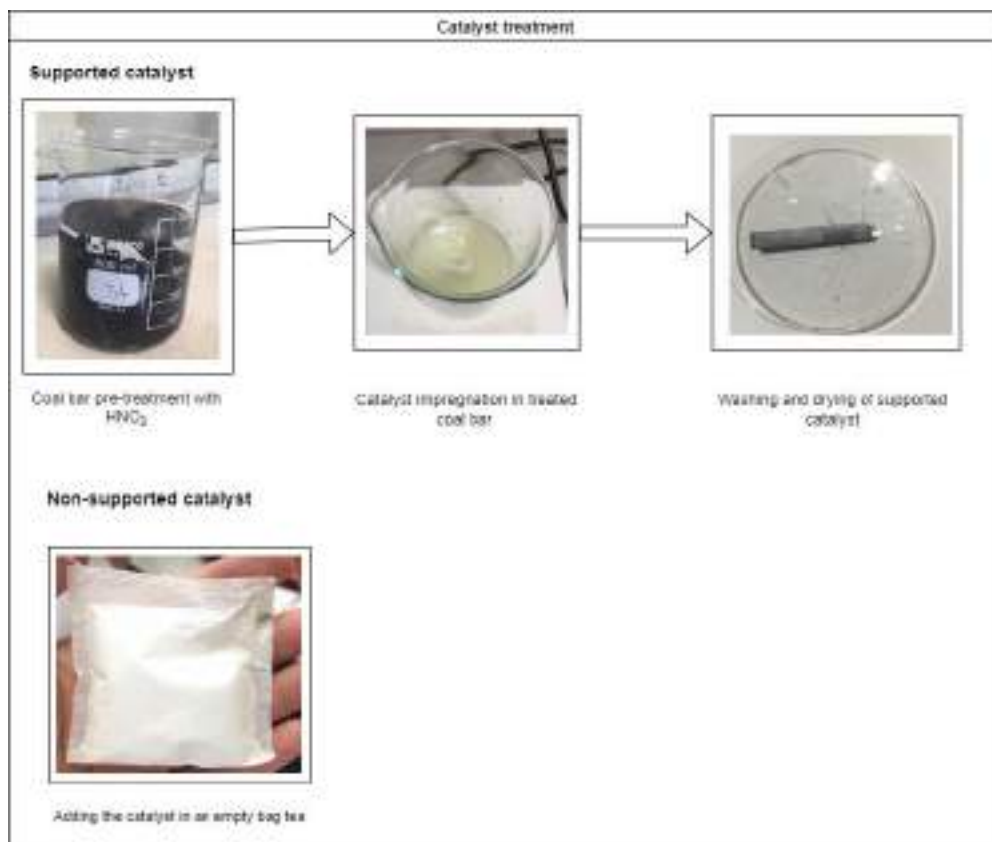 Catalyst treatment
Supported catalyst
Coal bar pre-treatment with
HNO₃
Catalyst impregnation in treated
coal bar
Washing and drying of supported
catalyst
Non-supported catalyst
Adding the catalyst in an empty bag tea